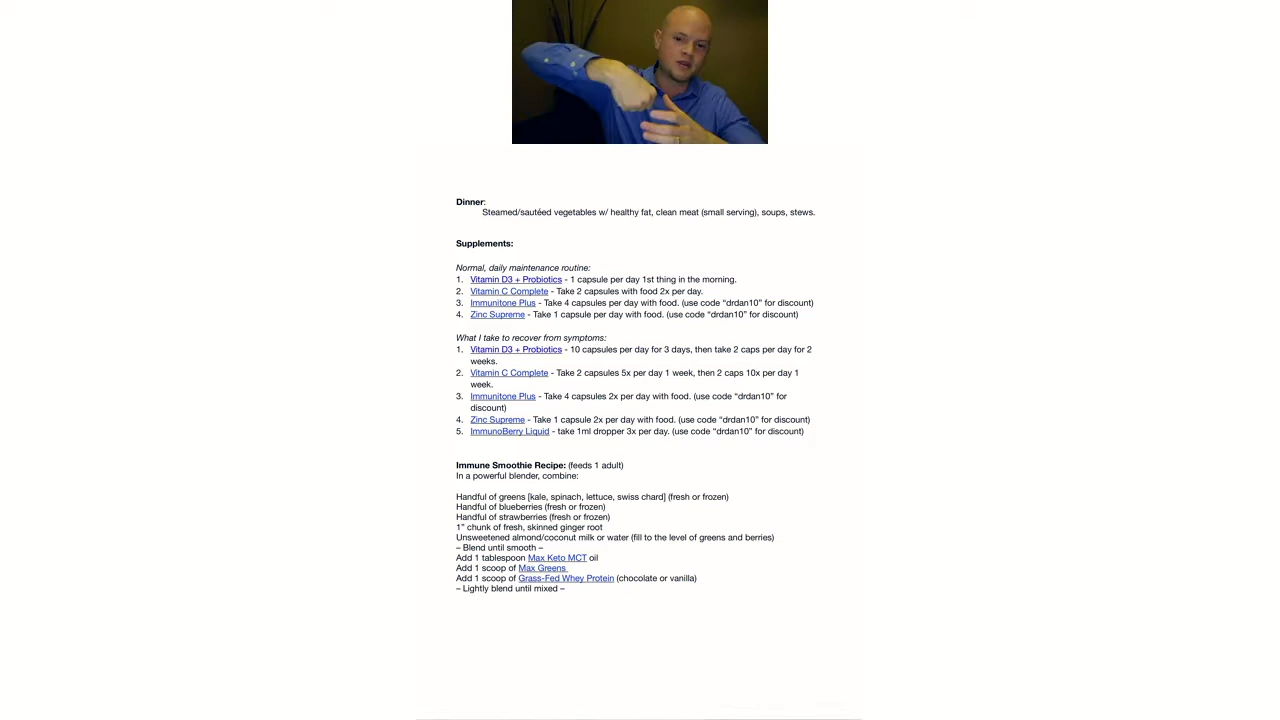 Dinner:
Steamed/sautéed vegetables w/ healthy fat, clean meat (small serving), soups, stews.
Supplements:
Normal, daily maintenance routine:
1. Vitamin D3 + Probiotics - 1 capsule per day 1st thing in the morning.
2. Vitamin C Complete - Take 2 capsules with food 2x per day.
3. Immunitone Plus - Take 4 capsules per day with food. (use code "drdan10" for discount)
4. Zinc Supreme - Take 1 capsule per day with food. (use code "drdan10" for discount)
What I take to recover from symptoms:
1. Vitamin D3 + Probiotics - 10 capsules per day for 3 days, then take 2 caps per day for 2
weeks.
2. Vitamin C Complete - Take 2 capsules 5x per day 1 week, then 2 caps 10x per day 1
week.
3. Immunitone Plus - Take 4 capsules 2x per day with food. (use code "drdan10" for
discount)
4. Zinc Supreme - Take 1 capsule 2x per day with food. (use code "drdan10" for discount)
5. ImmunoBerry Liquid - take 1ml dropper 3x per day. (use code "drdan10" for discount)
Immune Smoothie Recipe: (feeds 1 adult)
In a powerful blender, combine:
Handful of greens [kale, spinach, lettuce, swiss chard] (fresh or frozen)
Handful of blueberries (fresh or frozen)
Handful of strawberries (fresh or frozen)
1" chunk of fresh, skinned ginger root
Unsweetened almond/coconut milk or water (fill to the level of greens and berries)
– Blend until smooth –
Add 1 tablespoon Max Keto MCT oil
Add 1 scoop of Max Greens
Add 1 scoop of Grass-Fed Whey Protein (chocolate or vanilla)
– Lightly blend until mixed –